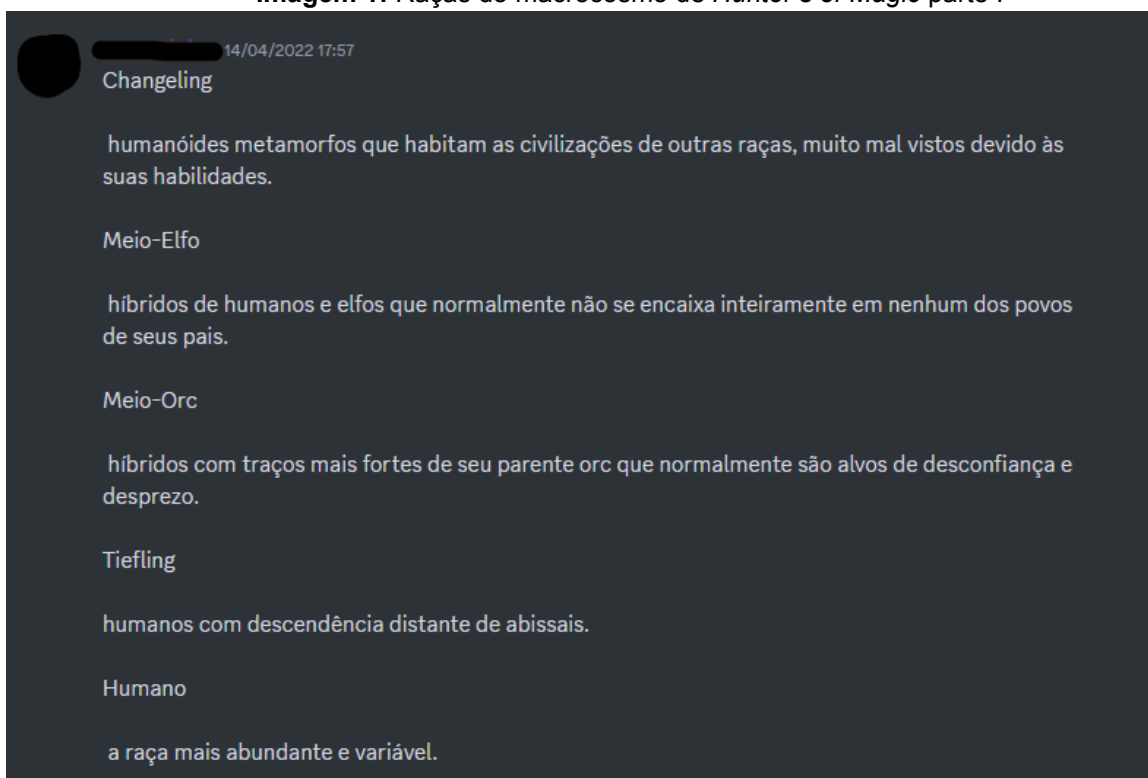 14/04/2022 17:57
Changeling
humanóides metamorfos que habitam as civilizações de outras raças, muito mal vistos devido às
suas habilidades.
Meio-Elfo
híbridos de humanos e elfos que normalmente não se encaixa inteiramente em nenhum dos povos
de seus pais.
Meio-Orc
híbridos com traços mais fortes de seu parente orc que normalmente são alvos de desconfiança e
desprezo.
Tiefling
humanos com descendência distante de abissais.
Humano
a raça mais abundante e variável.